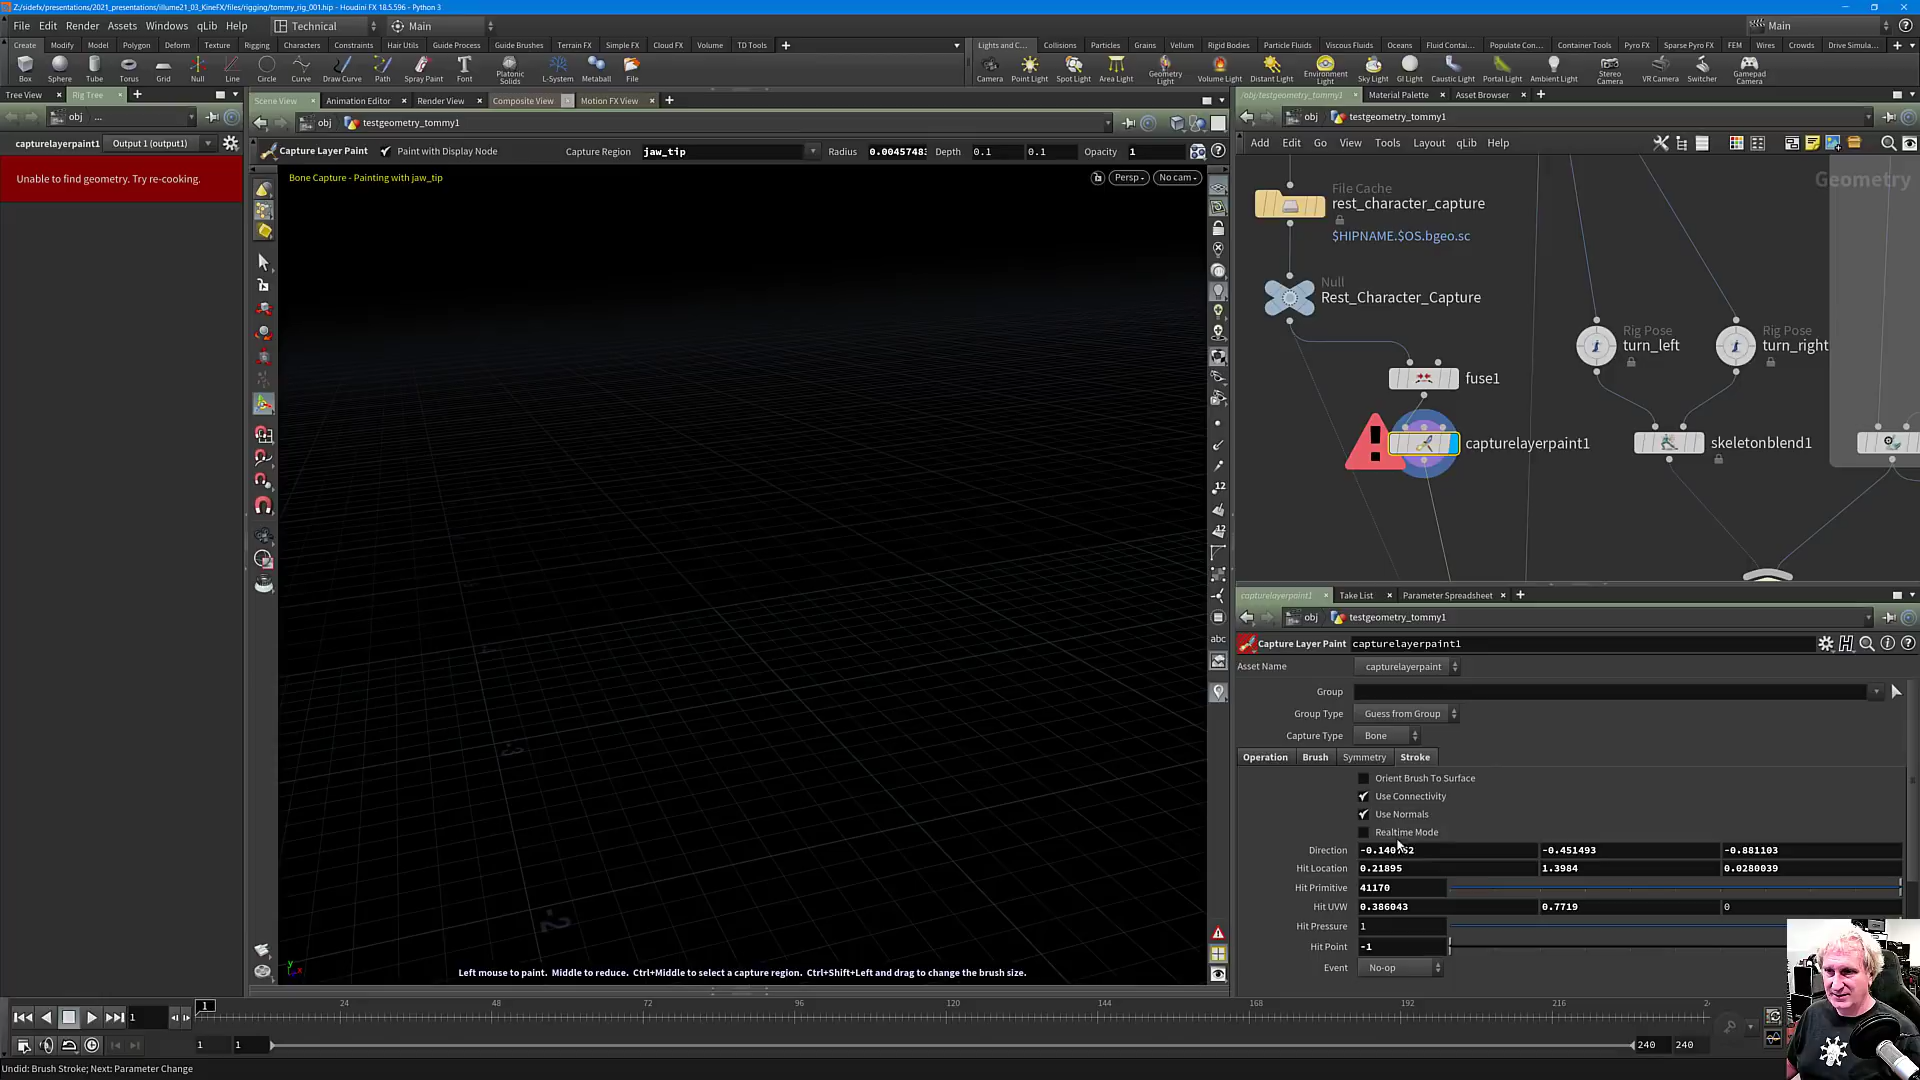 Z:/sidefx/presentations/2021_presentations/illume21_03_KineFX/files/rigging/tommy_rig_001.hip - Houdini FX 18.5.596 - Python 3
File Edit Render Assets Windows qLib Help Technical Main Main
Create Modify Model Polygon Deform Texture Rigging Characters Constraints Hair Utils Guide Process Guide Brushes Terrain FX Simple FX Cloud FX Volume TD Tools
Lights and C... Collisions Particles Grains Vellum Rigid Bodies Particle Fluids Viscous Fluids Oceans Fluid Contai... Populate Con... Container Tools Pyro FX Sparse Pyro FX FEM Wires Crowds Drive Simula...
Box Sphere Tube Torus Grid Null Line Circle Curve Draw Curve Path Spray Paint Font Platonic Solids L-System Metaball File
Camera Point Light Spot Light Area Light Geometry Light Volume Light Distant Light Environment Light Sky Light GI Light Caustic Light Portal Light Ambient Light Stereo Camera VR Camera Switcher Gamepad Camera
Tree View Rig Tree
Scene View Animation Editor Render View Composite View Motion FX View
/obj/testgeometry_tommy1 Material Palette Asset Browser
obj ...
obj testgeometry_tommy1
obj testgeometry_tommy1
capturelayerpaint1 Output 1 (output1)
Capture Layer Paint Paint with Display Node Capture Region jaw_tip Radius 0.0045748 Depth 0.1 0.1 Opacity 1
Add Edit Go View Tools Layout qLib Help
Unable to find geometry. Try re-cooking.
Bone Capture - Painting with jaw_tip
Persp No cam
Geometry
File Cache
rest_character_capture
$HIPNAME.$OS.bgeo.sc
Null
Rest_Character_Capture
Rig Pose
turn_left
Rig Pose
turn_right
fuse1
capturelayerpaint1
skeletonblend1
12
12
abc
capturelayerpaint1 Take List Parameter Spreadsheet
obj testgeometry_tommy1
Capture Layer Paint capturelayerpaint1
Asset Name capturelayerpaint
Group
Group Type Guess from Group
Capture Type Bone
Operation Brush Symmetry Stroke
Orient Brush To Surface
Use Connectivity
Use Normals
Realtime Mode
Direction -0.451493 -0.881103
Hit Location 0.21895 1.3984 0.0280039
Hit Primitive 41170
Hit UVW 0.386043 0.7719 0
Hit Pressure 1
Hit Point -1
Event No-op
y
x
Left mouse to paint. Middle to reduce. Ctrl+Middle to select a capture region. Ctrl+Shift+Left and drag to change the brush size.
1 1 24 48 72 96 120 144 168 192 216
1 1 240 240
Undid: Brush Stroke; Next: Parameter Change